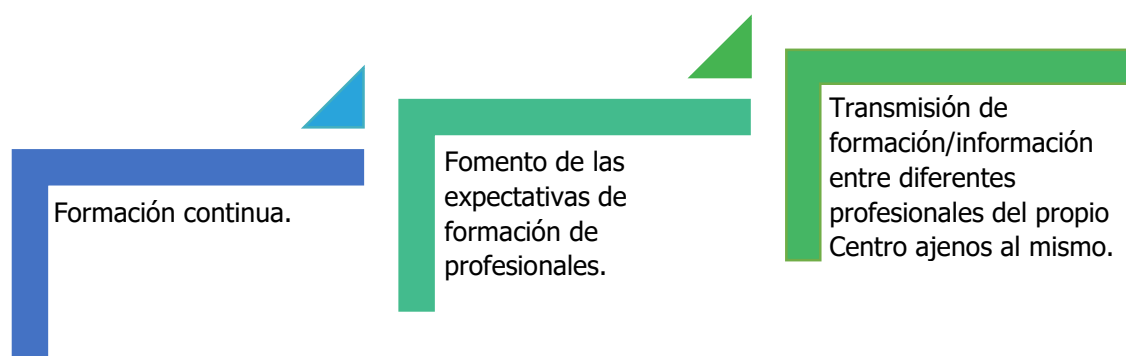 Formación continua.
Fomento de las
expectativas de
formación de
profesionales.
Transmisión de
formación/información
entre diferentes
profesionales del propio
Centro ajenos al mismo.